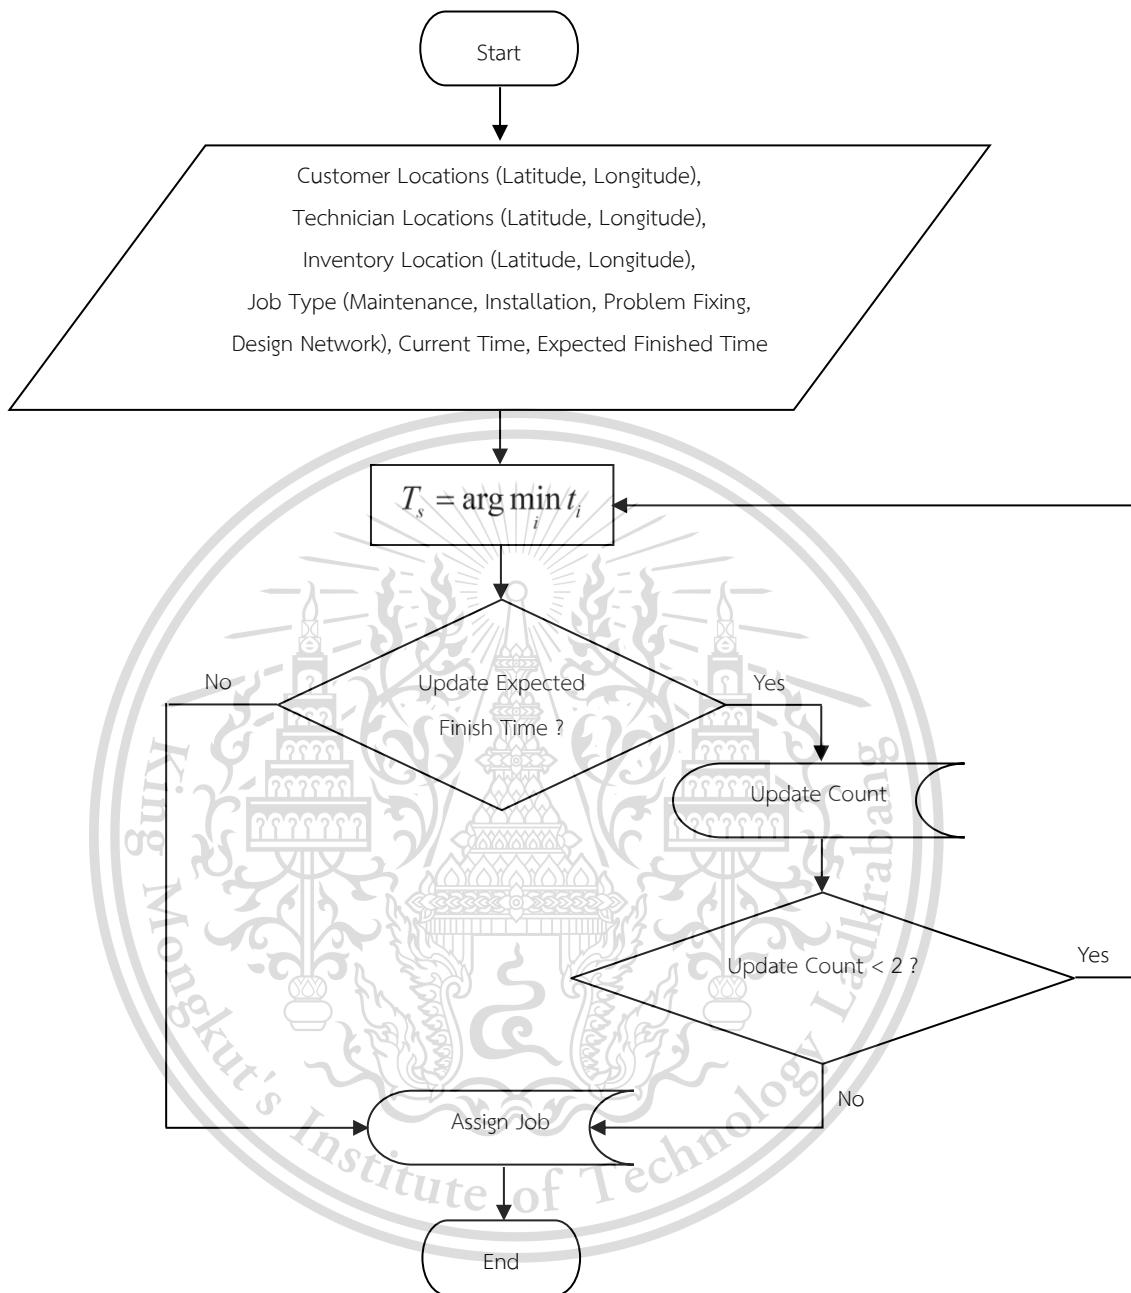 Start
Customer Locations (Latitude, Longitude),
Technician Locations (Latitude, Longitude),
Inventory Location (Latitude, Longitude),
Job Type (Maintenance, Installation, Problem Fixing,
Design Network), Current Time, Expected Finished Time
T_s = arg min_i t_i
No
Update Expected
Finish Time ?
Yes
Update Count
Update Count < 2 ?
Yes
No
Assign Job
End
King Mongkut's Institute of Technology Ladkrabang